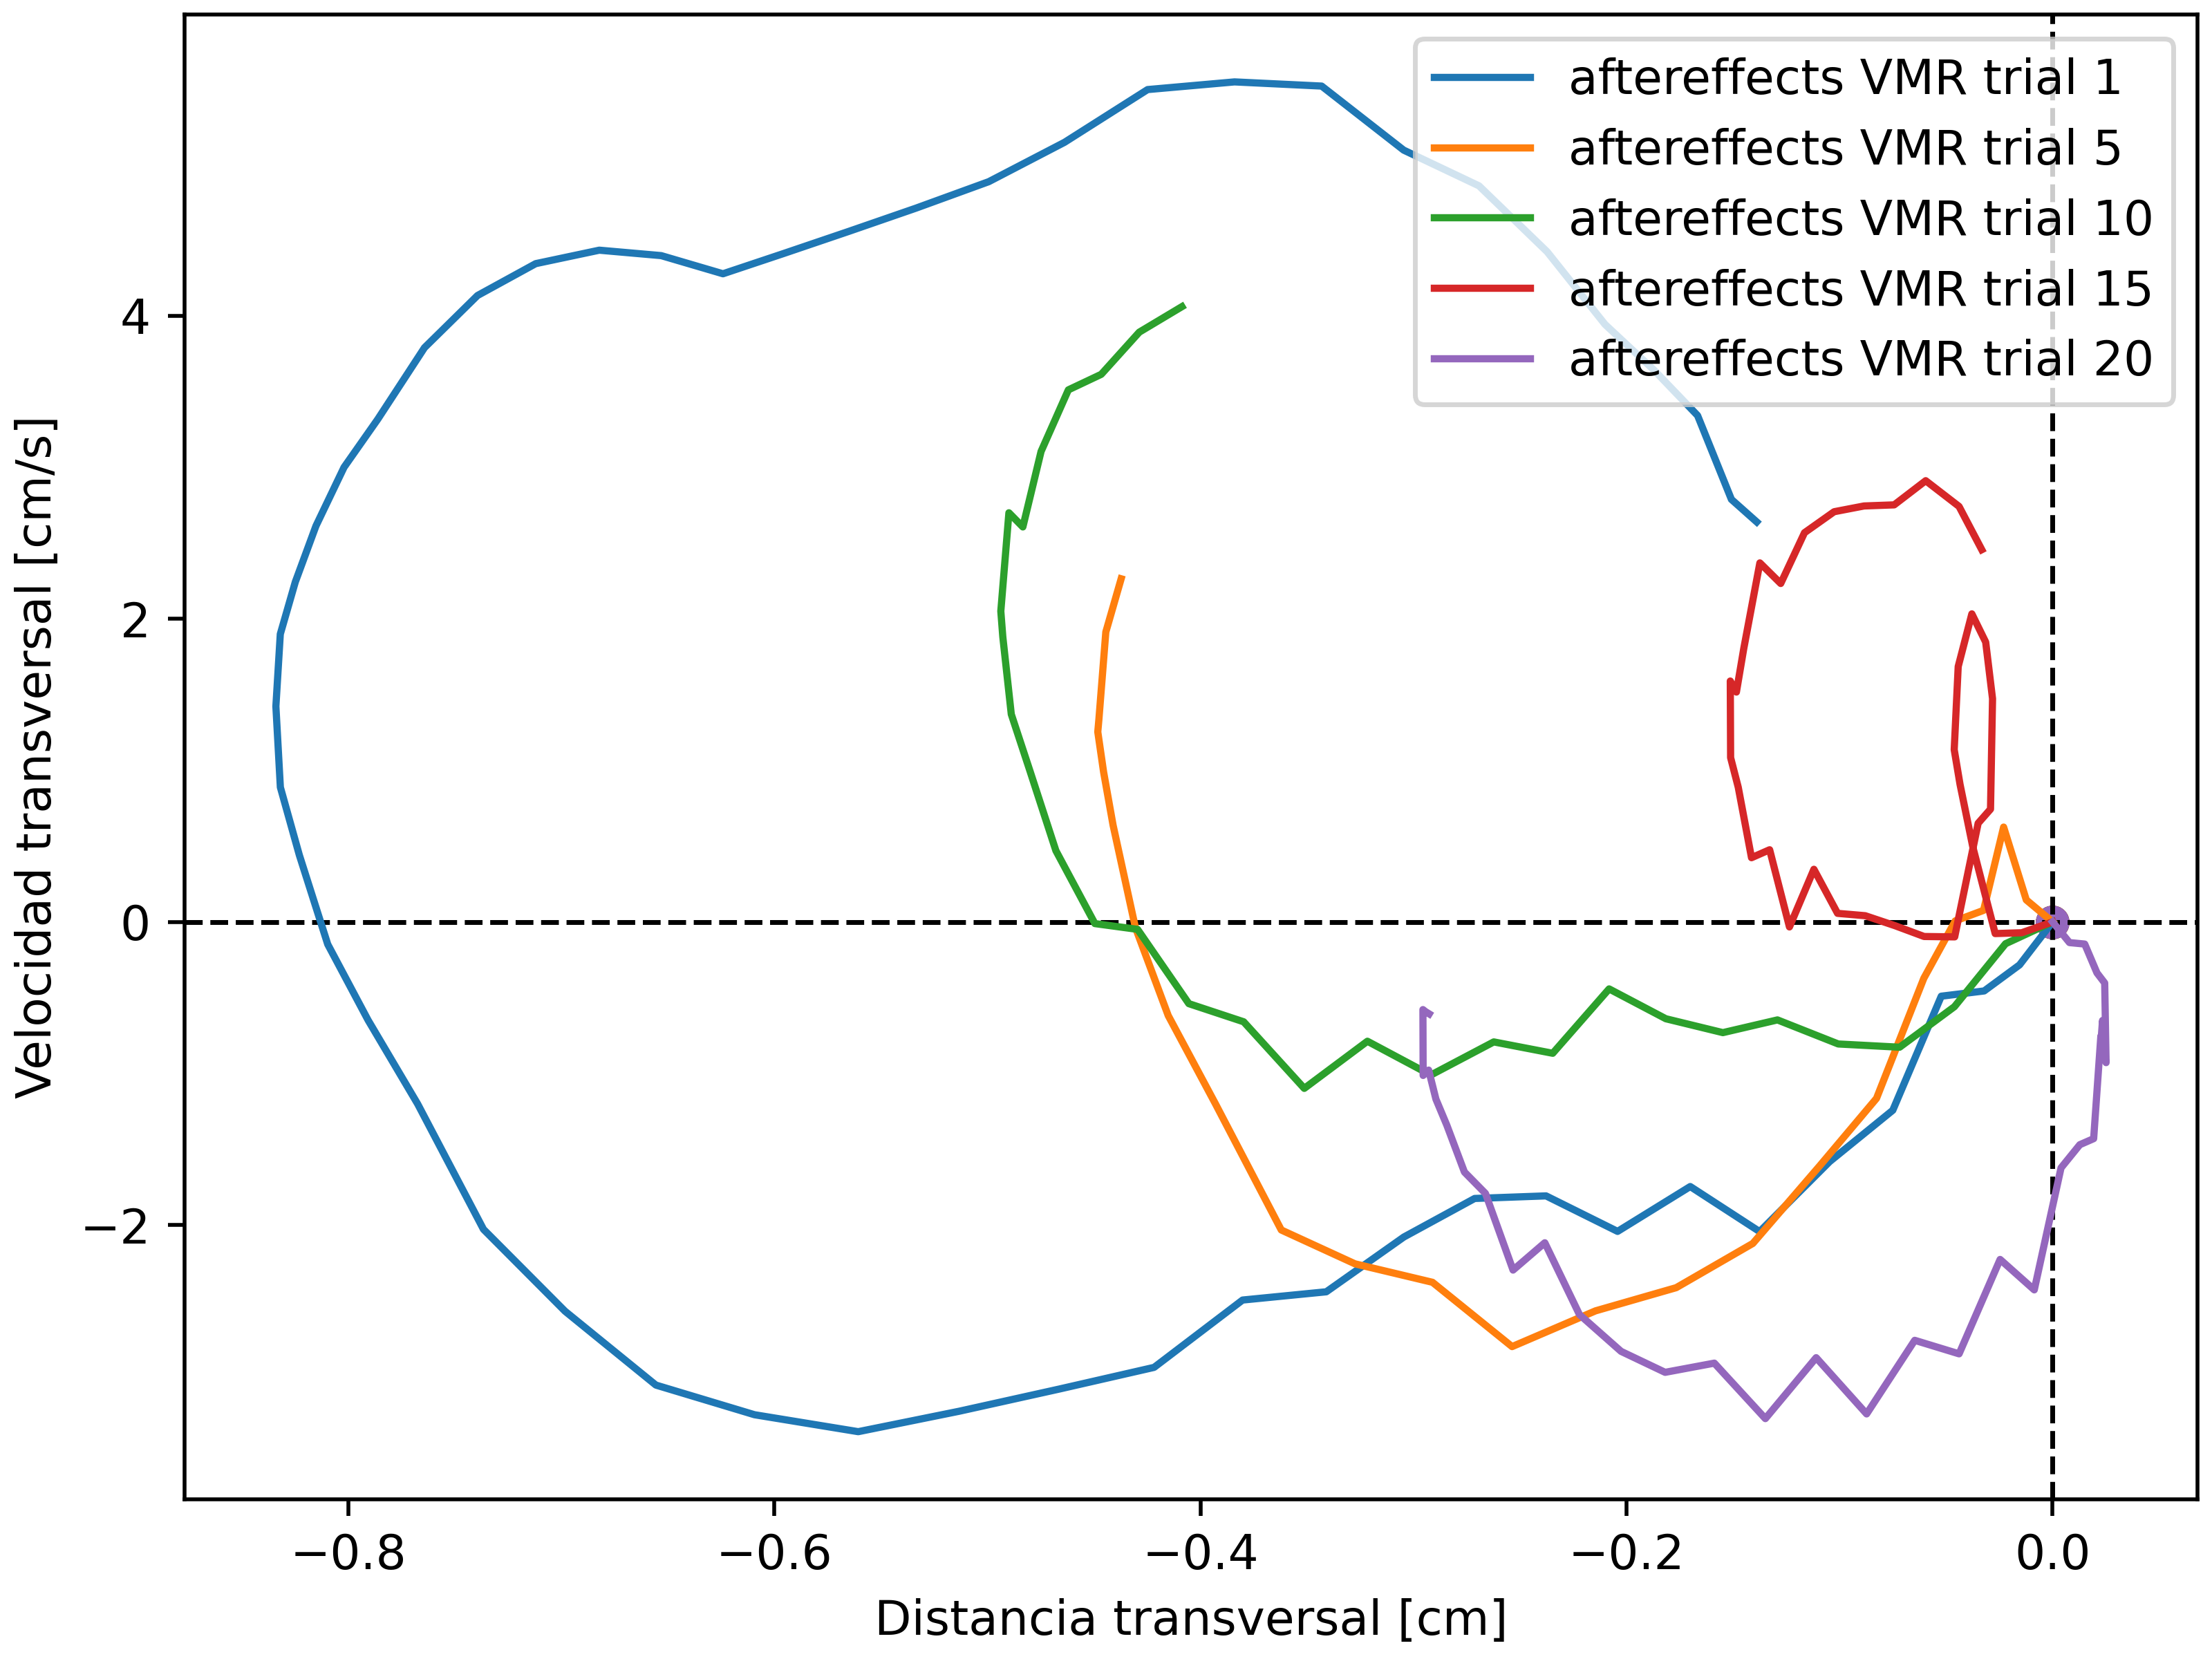 aftereffects VMR trial 1
aftereffects VMR trial 5
aftereffects VMR trial 10
aftereffects VMR trial 15
aftereffects VMR trial 20
Velocidad transversal [cm/s]
4
2
0
−2
−0.8 −0.6 −0.4 −0.2 0.0
Distancia transversal [cm]